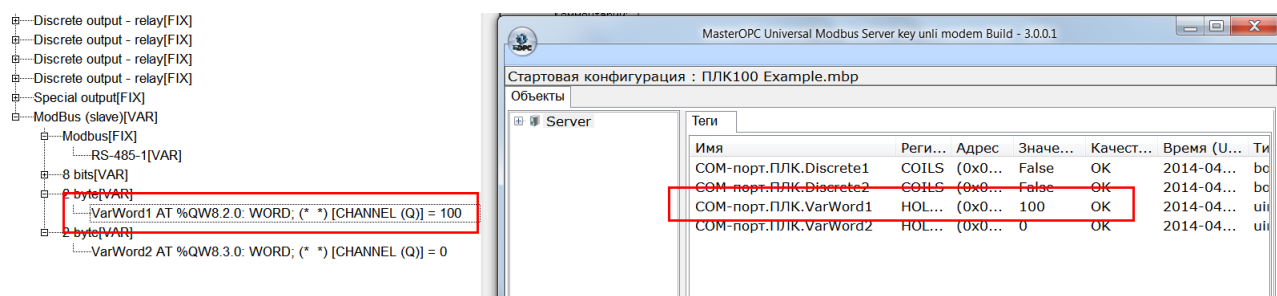 Discrete output - relay[FIX]
Discrete output - relay[FIX]
Discrete output - relay[FIX]
Discrete output - relay[FIX]
Special output[FIX]
ModBus (slave)[VAR]
Modbus[FIX]
RS-485-1[VAR]
8 bits[VAR]
2 byte[VAR]
VarWord1 AT %QW8.2.0: WORD; (* *) [CHANNEL (Q)] = 100
2 byte[VAR]
VarWord2 AT %QW8.3.0: WORD; (* *) [CHANNEL (Q)] = 0
MasterOPC Universal Modbus Server key unli modem Build - 3.0.0.1
OPC
Стартовая конфигурация : ПЛК100 Example.mbp
Объекты
Server
Теги
Имя Реги... Адрес Значе... Качест... Время (U... Ти
COM-порт.ПЛК.Discrete1 COILS (0x0... False OK 2014-04... bo
COM-порт.ПЛК.Discrete2 COILS (0x0... False OK 2014-04... bo
COM-порт.ПЛК.VarWord1 HOL... (0x0... 100 OK 2014-04... uii
COM-порт.ПЛК.VarWord2 HOL... (0x0... 0 OK 2014-04... uii